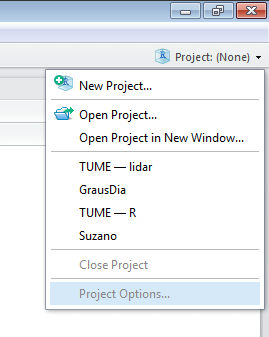 Project: (None)
New Project...
Open Project...
Open Project in New Window...
TUME — lidar
GrausDia
TUME — R
Suzano
Close Project
Project Options...